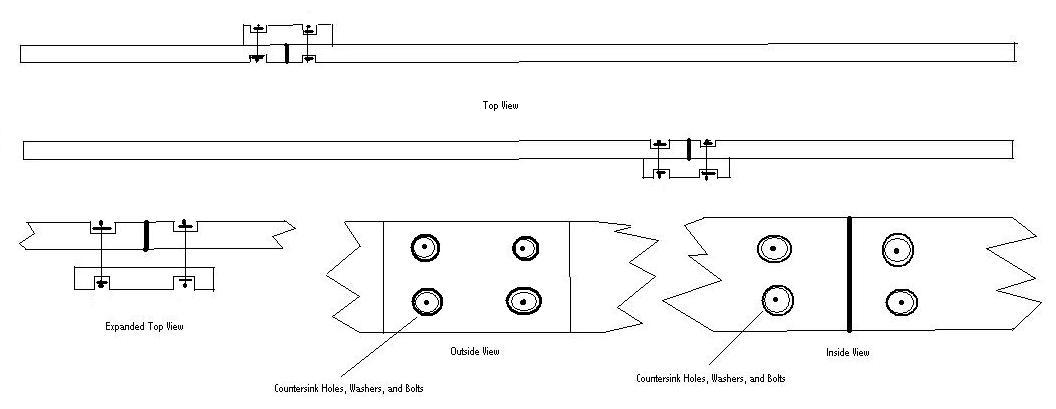 Top View
Expanded Top View
Outside View
Inside View
Countersink Holes, Washers, and Bolts
Countersink Holes, Washers, and Bolts